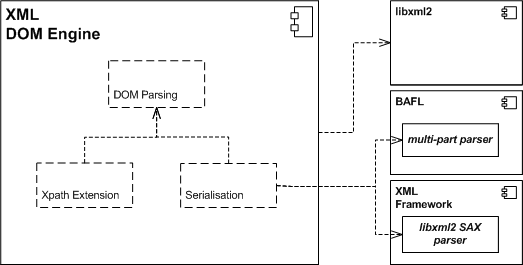 XML
DOM Engine
DOM Parsing
Xpath Extension
Serialisation
libxml2
BAFL
multi-part parser
XML
Framework
libxml2 SAX
parser